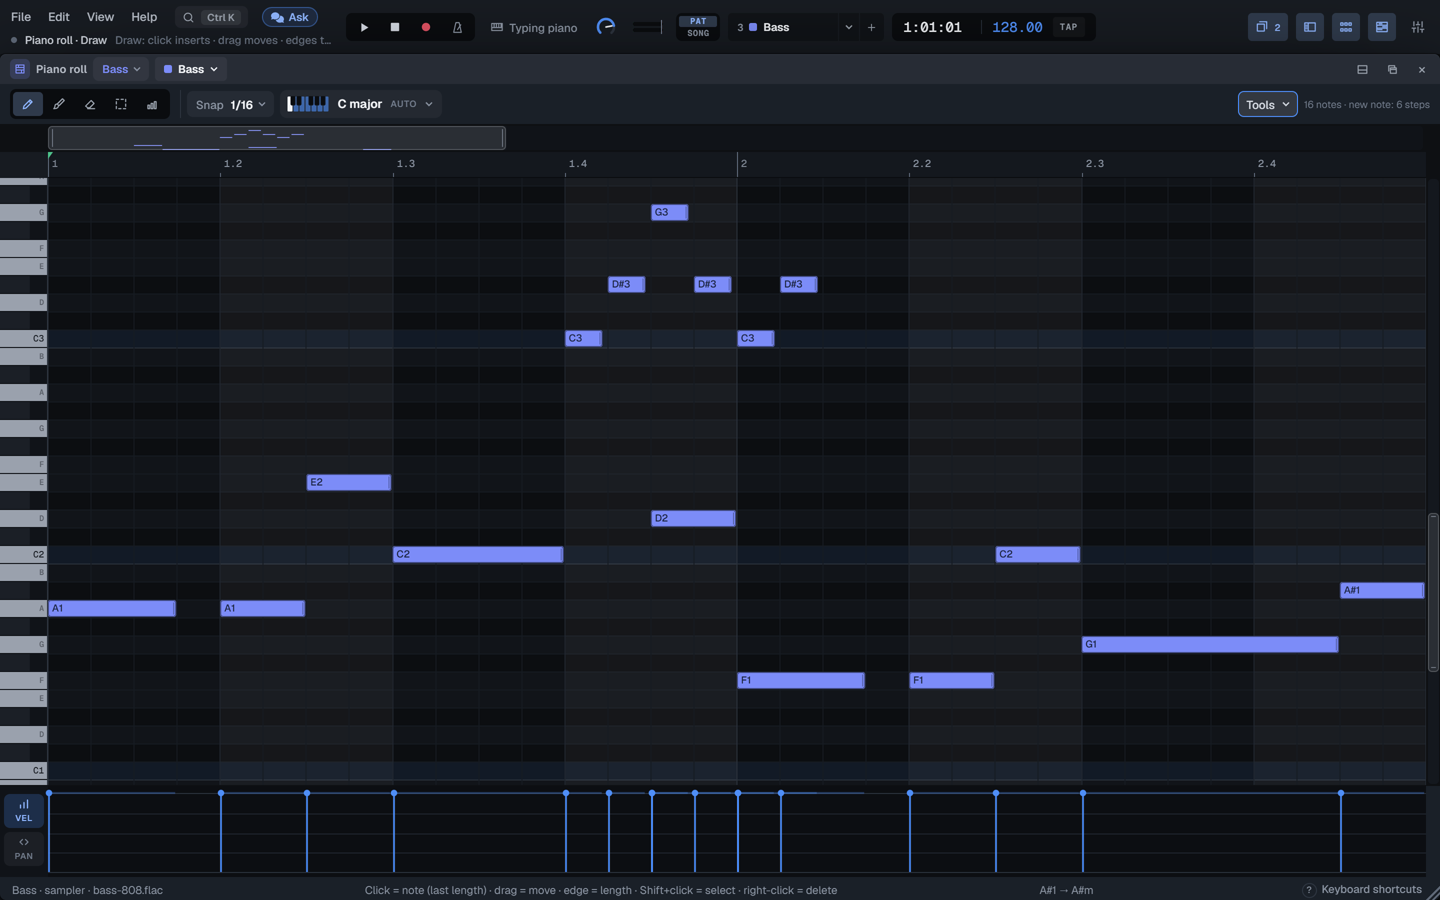 File Edit View Help Ctrl K Ask
Piano roll · Draw Draw: click inserts · drag moves · edges t…
Typing piano
PAT
SONG
3 Bass
1:01:01 128.00 TAP
2
Piano roll Bass Bass
Snap 1/16 C major AUTO
Tools 16 notes · new note: 6 steps
1 1.2 1.3 1.4 2 2.2 2.3 2.4
G G3
F
E
D#3 D#3 D#3
D
C3 C3 C3
B
A
G
F
E E2
D D2
C2 C2 C2
B
A#1
A A1 A1
G G1
F F1 F1
E
D
C1
VEL
PAN
Bass · sampler · bass-808.flac
Click = note (last length) · drag = move · edge = length · Shift+click = select · right-click = delete
A#1 → A#m
? Keyboard shortcuts